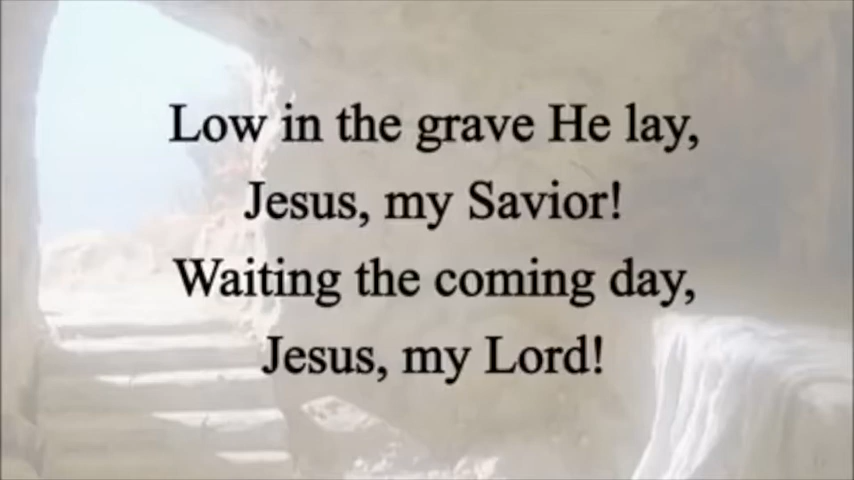 Low in the grave He lay,
Jesus, my Savior!
Waiting the coming day,
Jesus, my Lord!